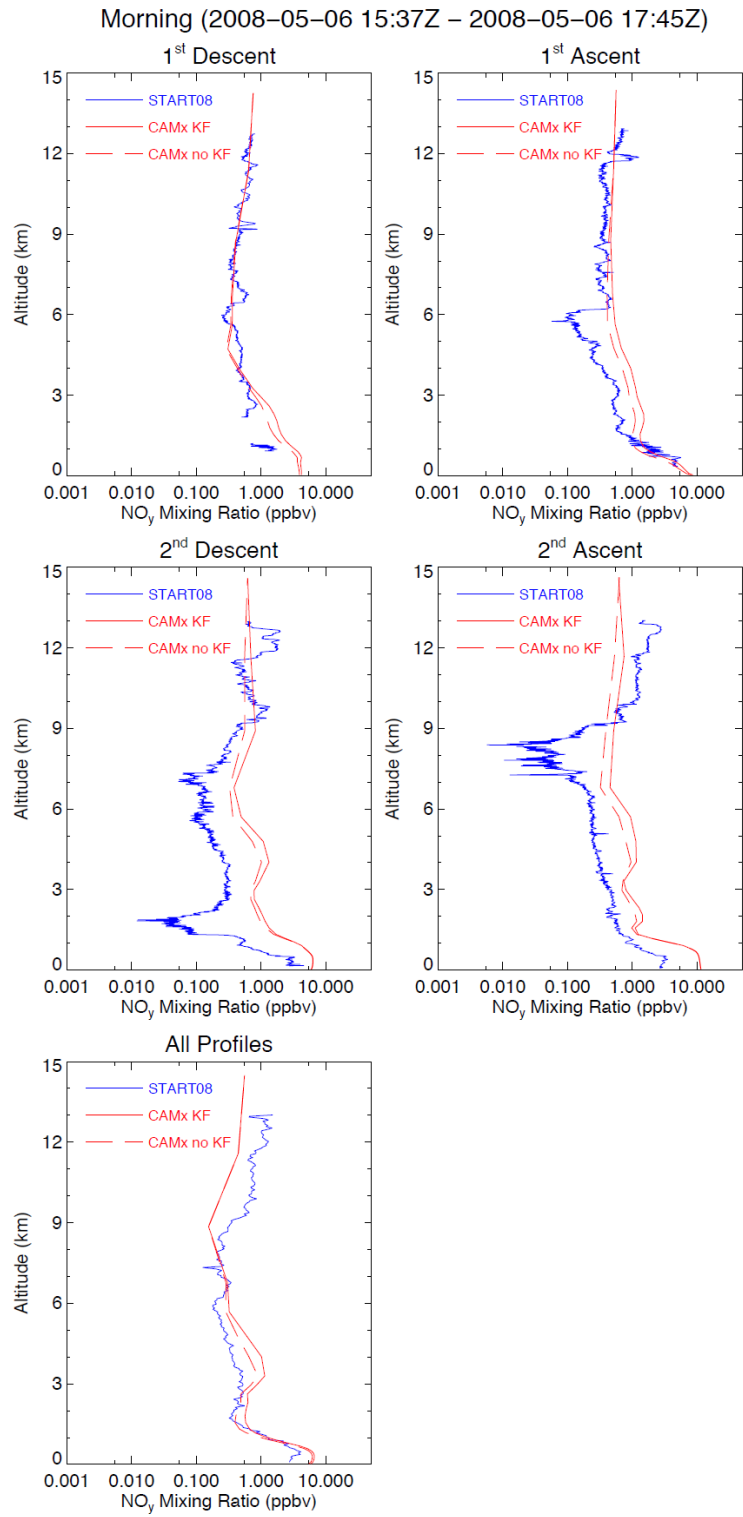 Morning (2008−05−06 15:37Z − 2008−05−06 17:45Z)
1st Descent
15
12
9
6
3
0
Altitude (km)
START08
CAMx KF
CAMx no KF
0.001 0.010 0.100 1.000 10.000
NOy Mixing Ratio (ppbv)
1st Ascent
15
12
9
6
3
0
Altitude (km)
START08
CAMx KF
CAMx no KF
0.001 0.010 0.100 1.000 10.000
NOy Mixing Ratio (ppbv)
2nd Descent
15
12
9
6
3
0
Altitude (km)
START08
CAMx KF
CAMx no KF
0.001 0.010 0.100 1.000 10.000
NOy Mixing Ratio (ppbv)
2nd Ascent
15
12
9
6
3
0
Altitude (km)
START08
CAMx KF
CAMx no KF
0.001 0.010 0.100 1.000 10.000
NOy Mixing Ratio (ppbv)
All Profiles
15
12
9
6
3
0
Altitude (km)
START08
CAMx KF
CAMx no KF
0.001 0.010 0.100 1.000 10.000
NOy Mixing Ratio (ppbv)